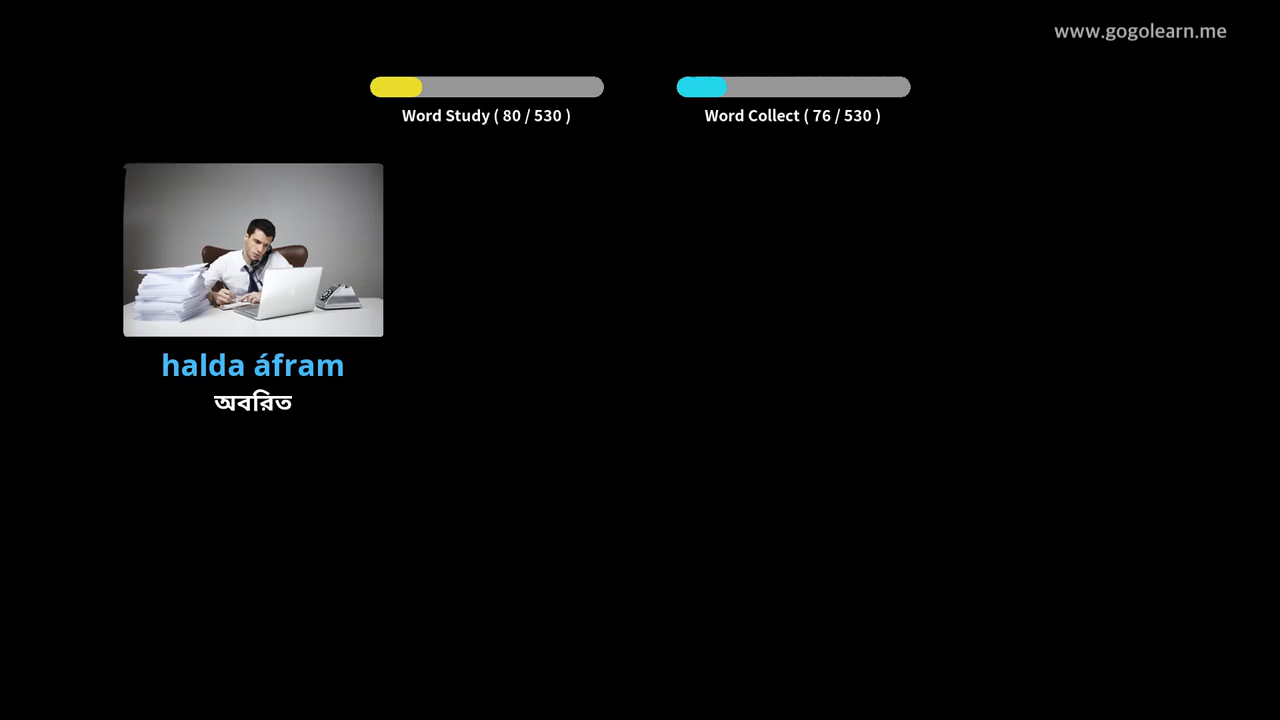 www.gogolearn.me
Word Study ( 80 / 530 )
Word Collect ( 76 / 530 )
halda áfram
অবরিত